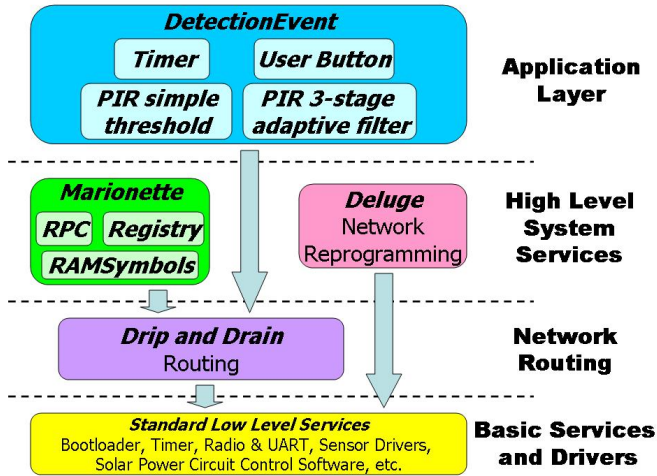 DetectionEvent
Timer
User Button
PIR simple
threshold
PIR 3-stage
adaptive filter
Application
Layer
Marionette
RPC
Registry
RAMSymbols
Deluge
Network
Reprogramming
High Level
System
Services
Drip and Drain
Routing
Network
Routing
Standard Low Level Services
Bootloader, Timer, Radio & UART, Sensor Drivers,
Solar Power Circuit Control Software, etc.
Basic Services
and Drivers